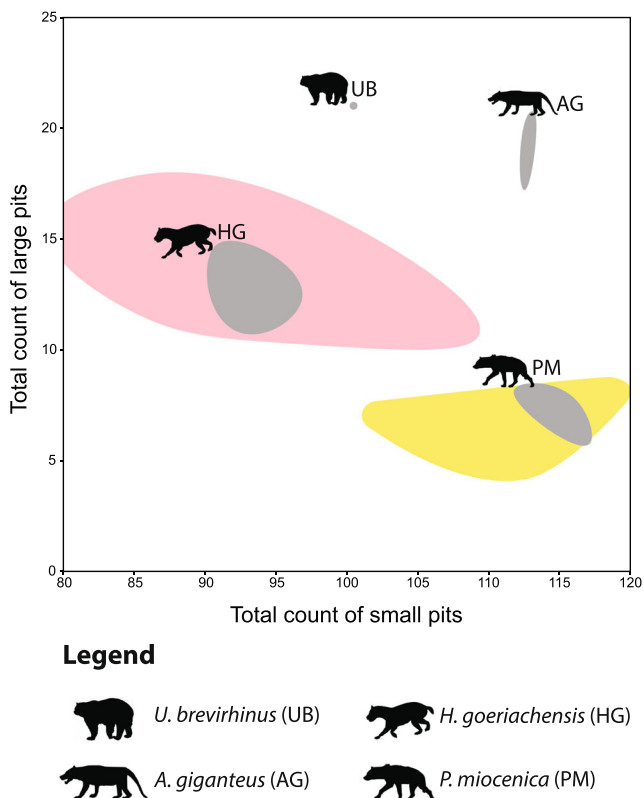 25
UB
AG
20
15
HG
10
PM
5
0
Total count of large pits
80 85 90 95 100 105 110 115 120
Total count of small pits
Legend
U. brevirhinus (UB) H. goeriachensis (HG)
A. giganteus (AG) P. miocenica (PM)